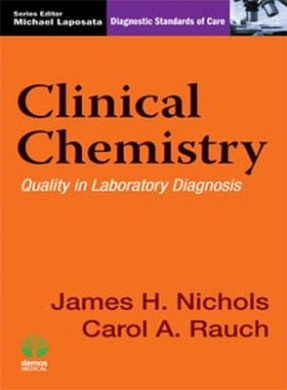 Series Editor
Michael Laposata
Diagnostic Standards of Care
Clinical
Chemistry
Quality in Laboratory Diagnosis
James H. Nichols
Carol A. Rauch
demos
MEDICAL